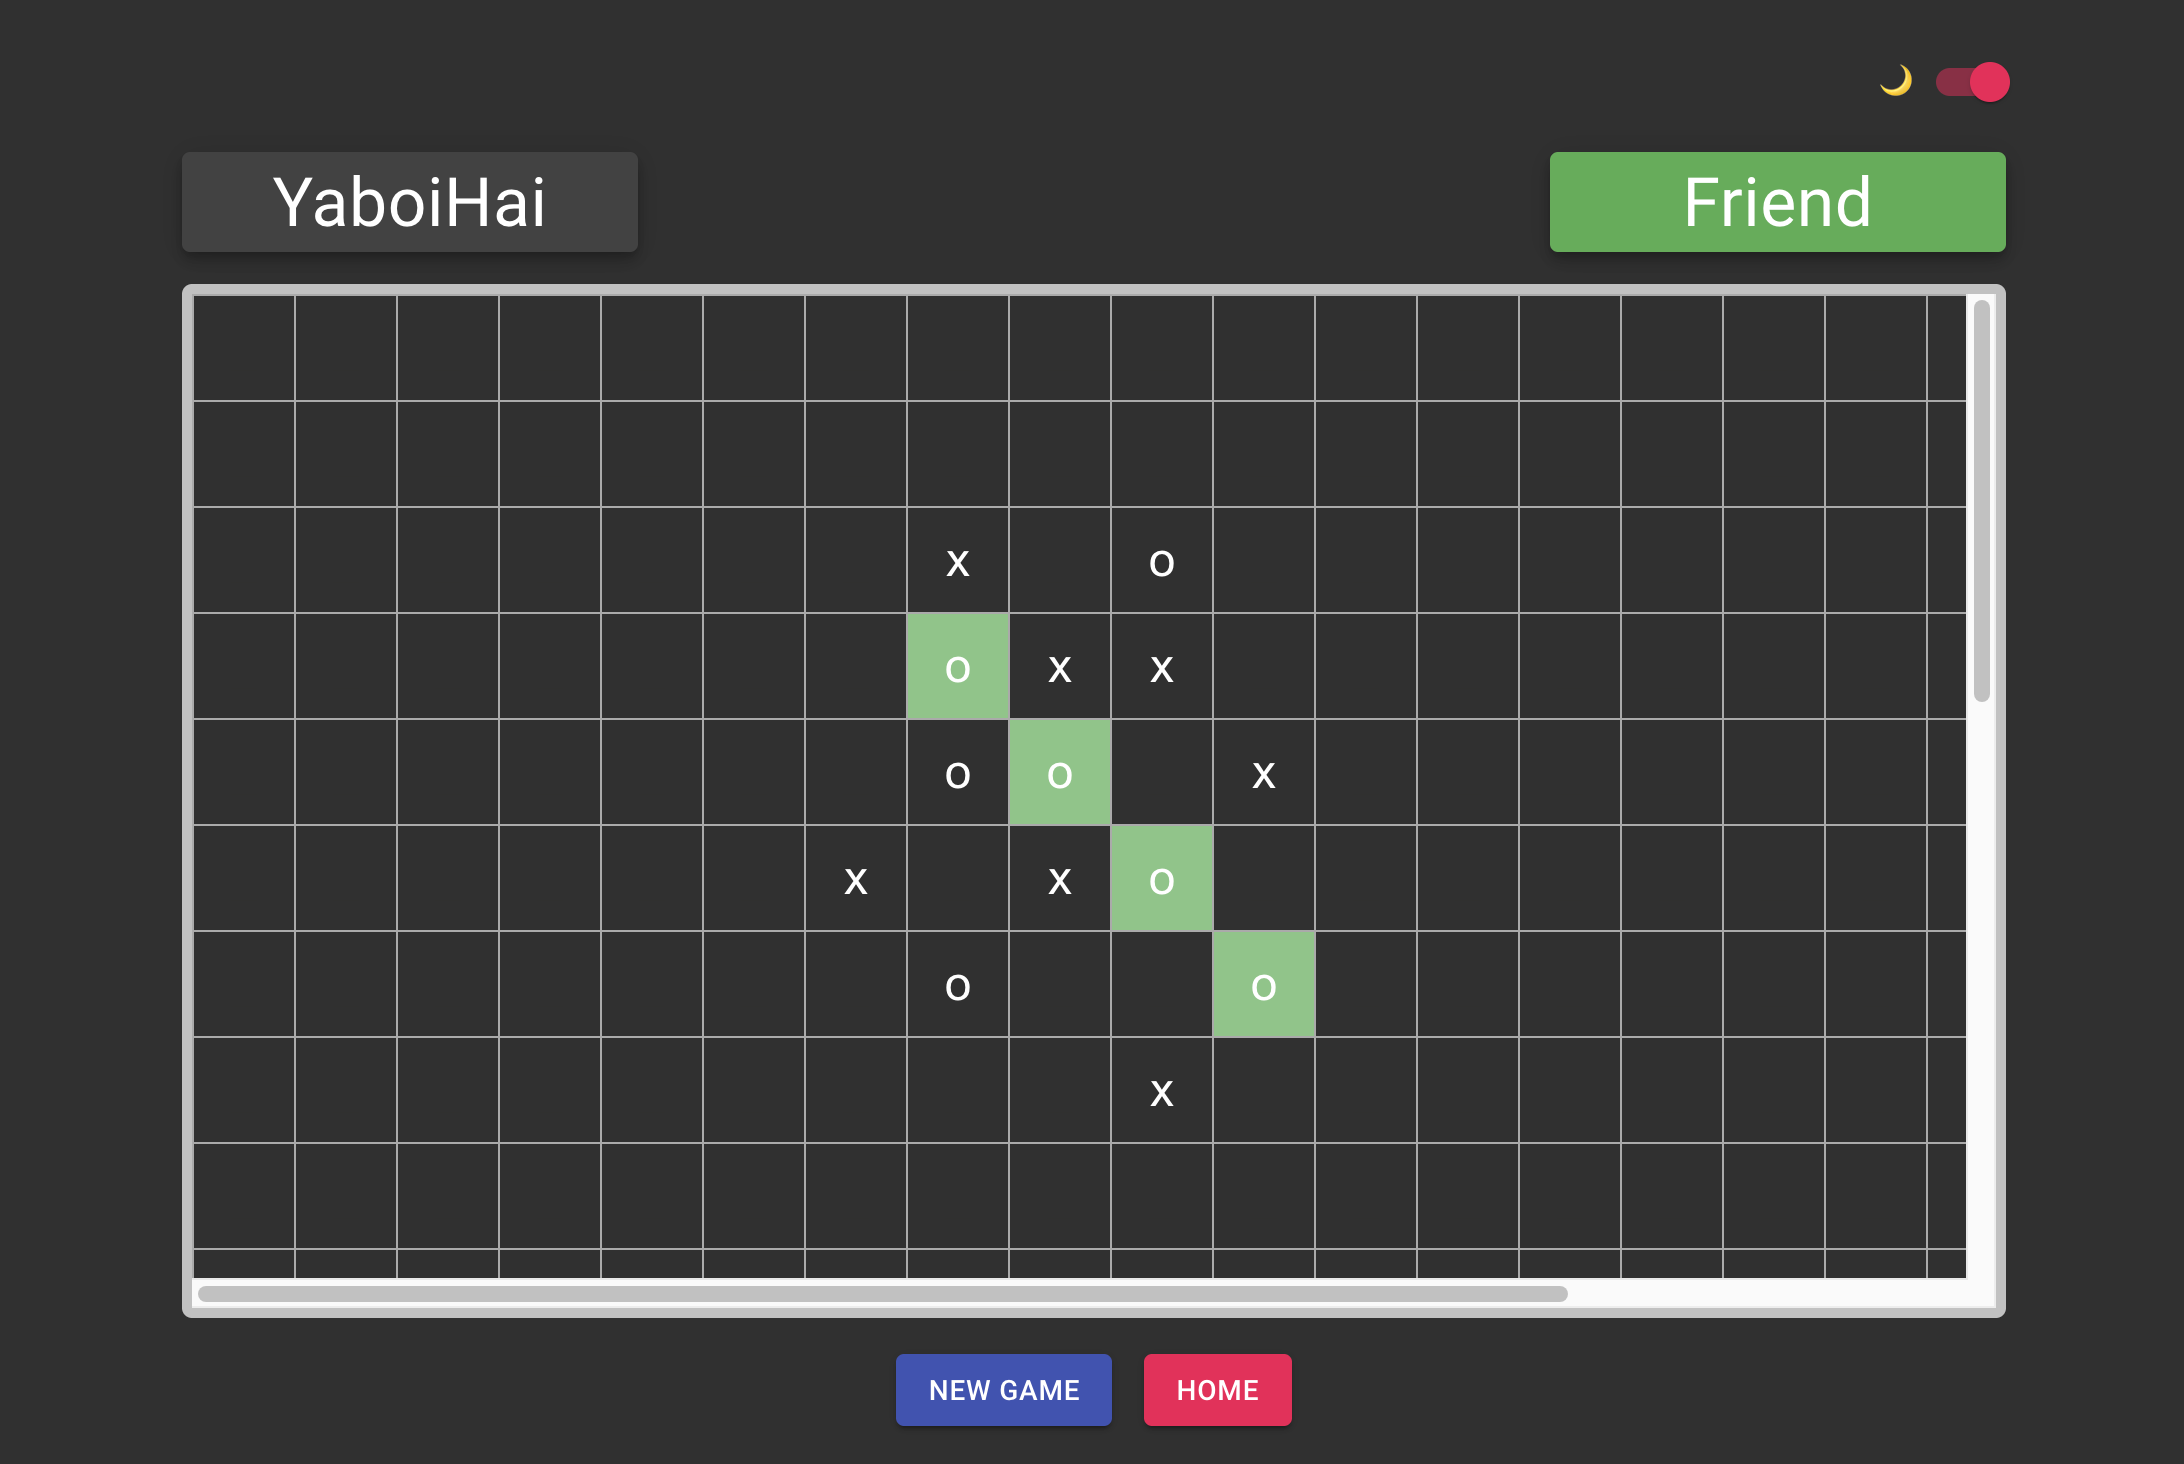 YaboiHai Friend
x o
o x x
o o x
x x o
o o
x
NEW GAME HOME